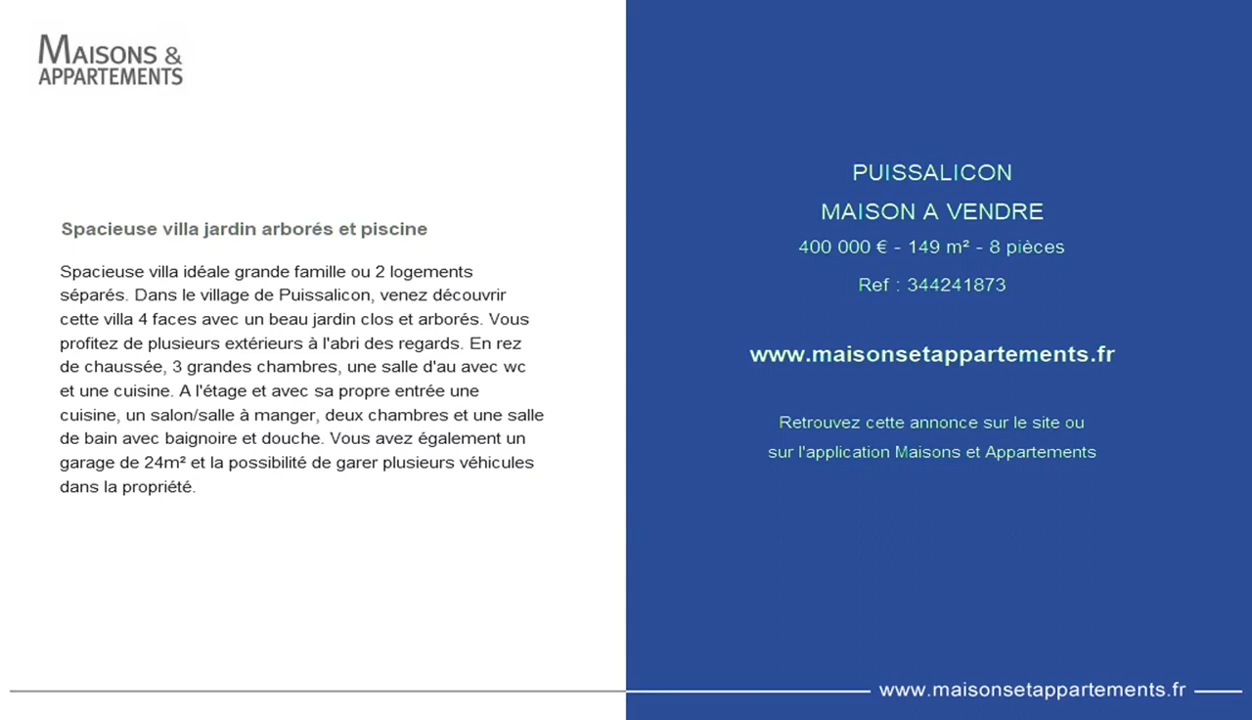 MAISONS &
APPARTEMENTS
Spacieuse villa jardin arborés et piscine
Spacieuse villa idéale grande famille ou 2 logements
séparés. Dans le village de Puissalicon, venez découvrir
cette villa 4 faces avec un beau jardin clos et arborés. Vous
profitez de plusieurs extérieurs à l'abri des regards. En rez
de chaussée, 3 grandes chambres, une salle d'au avec wc
et une cuisine. A l'étage et avec sa propre entrée une
cuisine, un salon/salle à manger, deux chambres et une salle
de bain avec baignoire et douche. Vous avez également un
garage de 24m² et la possibilité de garer plusieurs véhicules
dans la propriété.
PUISSALICON
MAISON A VENDRE
400 000 € - 149 m² - 8 pièces
Ref : 344241873
www.maisonsetappartements.fr
Retrouvez cette annonce sur le site ou
sur l'application Maisons et Appartements
www.maisonsetappartements.fr